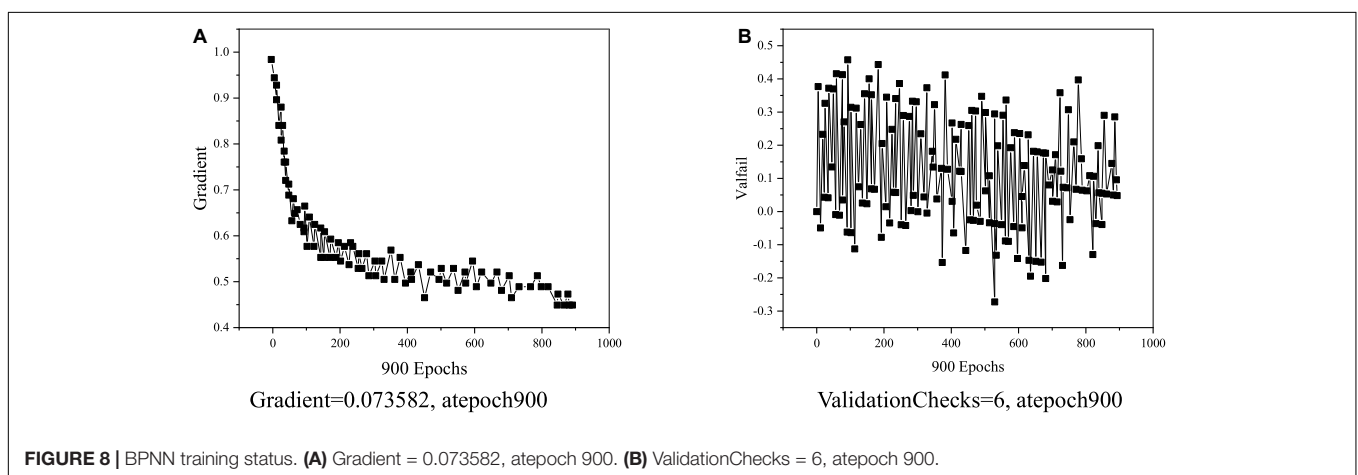 A
1.0
0.9
0.8
0.7
0.6
0.5
0.4
Gradient
0 200 400 600 800 1000
900 Epochs
Gradient=0.073582, atepoch900
B
0.5
0.4
0.3
0.2
0.1
0.0
-0.1
-0.2
-0.3
Valfail
0 200 400 600 800 1000
900 Epochs
ValidationChecks=6, atepoch900
FIGURE 8 | BPNN training status. (A) Gradient = 0.073582, atepoch 900. (B) ValidationChecks = 6, atepoch 900.